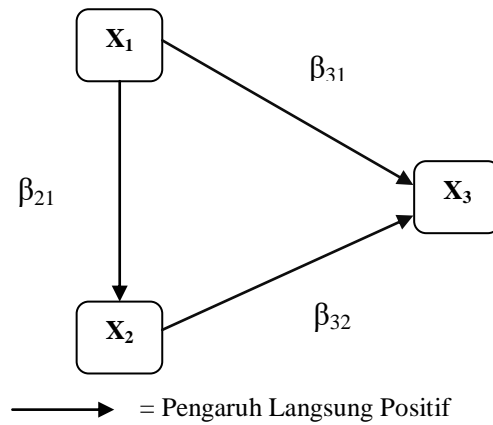 X₁
β₃₁
β₂₁
X₃
X₂
β₃₂
= Pengaruh Langsung Positif